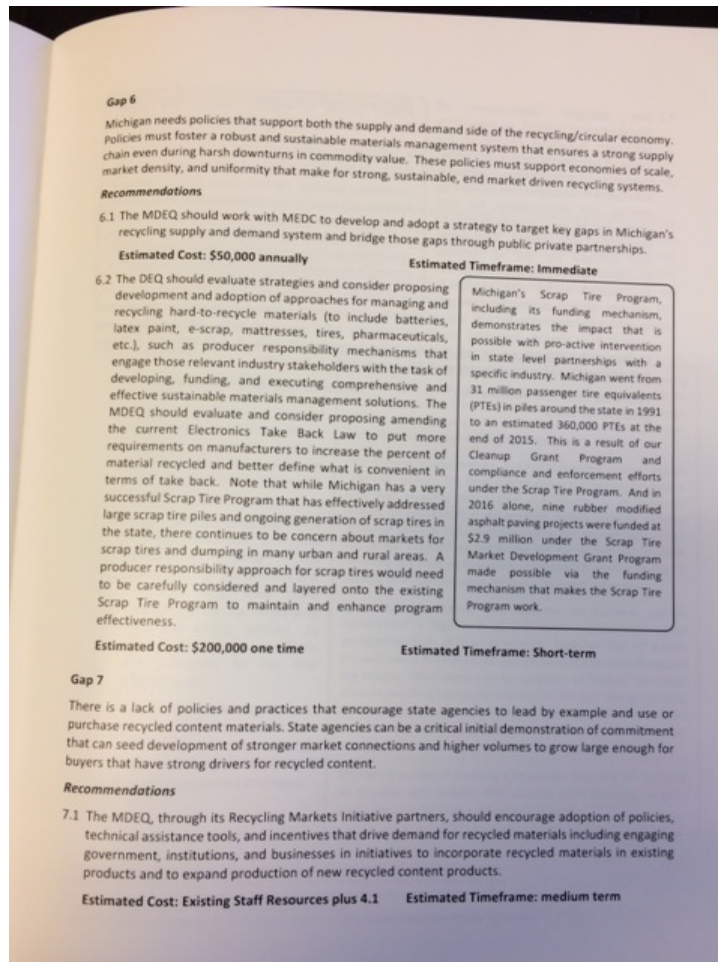 Gap 6
Michigan needs policies that support both the supply and demand side of the recycling/circular economy.
Policies must foster a robust and sustainable materials management system that ensures a strong supply
chain even during harsh downturns in commodity value. These policies must support economies of scale,
market density, and uniformity that make for strong, sustainable, end market driven recycling systems.
Recommendations
6.1 The MDEQ should work with MEDC to develop and adopt a strategy to target key gaps in Michigan's
recycling supply and demand system and bridge those gaps through public private partnerships.
Estimated Cost: $50,000 annually Estimated Timeframe: Immediate
6.2 The DEQ should evaluate strategies and consider proposing
development and adoption of approaches for managing and
recycling hard-to-recycle materials (to include batteries,
latex paint, e-scrap, mattresses, tires, pharmaceuticals,
etc.), such as producer responsibility mechanisms that
engage those relevant industry stakeholders with the task of
developing, funding, and executing comprehensive and
effective sustainable materials management solutions. The
MDEQ should evaluate and consider proposing amending
the current Electronics Take Back Law to put more
requirements on manufacturers to increase the percent of
material recycled and better define what is convenient in
terms of take back. Note that while Michigan has a very
successful Scrap Tire Program that has effectively addressed
large scrap tire piles and ongoing generation of scrap tires in
the state, there continues to be concern about markets for
scrap tires and dumping in many urban and rural areas. A
producer responsibility approach for scrap tires would need
to be carefully considered and layered onto the existing
Scrap Tire Program to maintain and enhance program
effectiveness.
Michigan's Scrap Tire Program,
including its funding mechanism,
demonstrates the impact that is
possible with pro-active intervention
in state level partnerships with a
specific industry. Michigan went from
31 million passenger tire equivalents
(PTEs) in piles around the state in 1991
to an estimated 360,000 PTEs at the
end of 2015. This is a result of our
Cleanup Grant Program and
compliance and enforcement efforts
under the Scrap Tire Program. And in
2016 alone, nine rubber modified
asphalt paving projects were funded at
$2.9 million under the Scrap Tire
Market Development Grant Program
made possible via the funding
mechanism that makes the Scrap Tire
Program work.
Estimated Cost: $200,000 one time Estimated Timeframe: Short-term
Gap 7
There is a lack of policies and practices that encourage state agencies to lead by example and use or
purchase recycled content materials. State agencies can be a critical initial demonstration of commitment
that can seed development of stronger market connections and higher volumes to grow large enough for
buyers that have strong drivers for recycled content.
Recommendations
7.1 The MDEQ, through its Recycling Markets Initiative partners, should encourage adoption of policies,
technical assistance tools, and incentives that drive demand for recycled materials including engaging
government, institutions, and businesses in initiatives to incorporate recycled materials in existing
products and to expand production of new recycled content products.
Estimated Cost: Existing Staff Resources plus 4.1 Estimated Timeframe: medium term